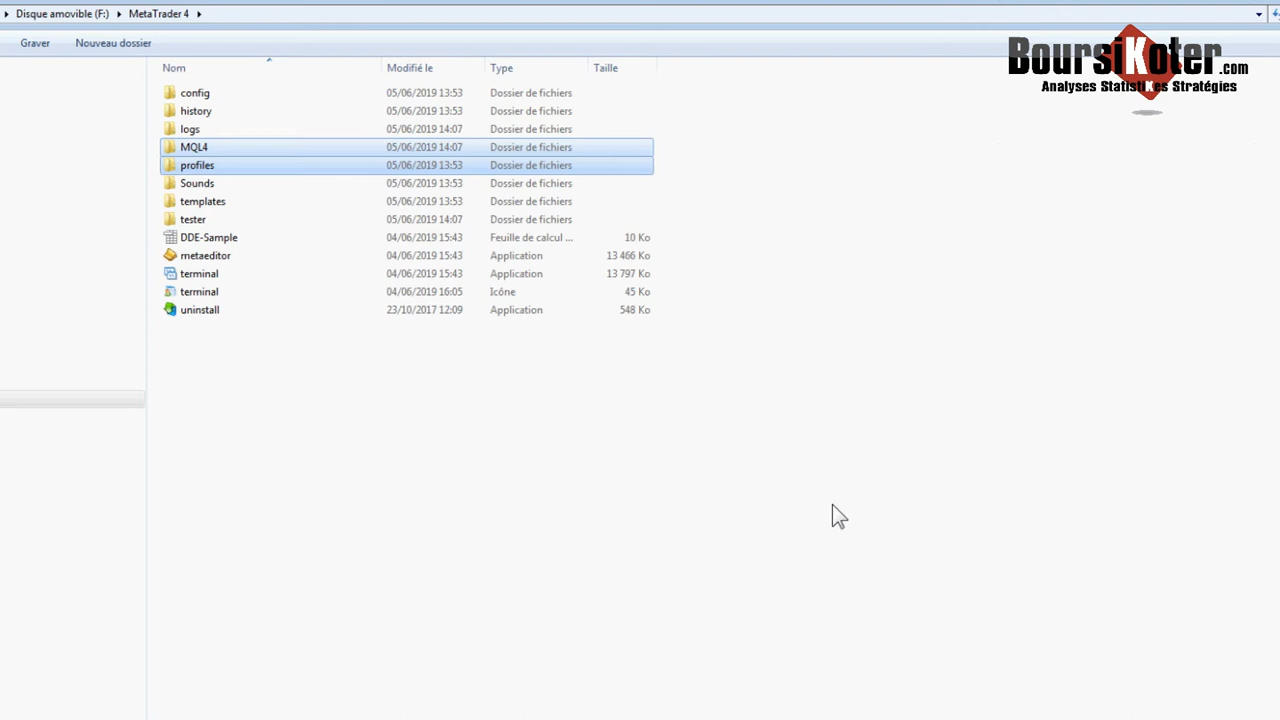 Disque amovible (F:) MetaTrader 4
Graver Nouveau dossier
BoursiKoter.com
Analyses StatistiKes Stratégies
Nom Modifié le Type Taille
config 05/06/2019 13:53 Dossier de fichiers
history 05/06/2019 13:53 Dossier de fichiers
logs 05/06/2019 14:07 Dossier de fichiers
MQL4 05/06/2019 14:07 Dossier de fichiers
profiles 05/06/2019 13:53 Dossier de fichiers
Sounds 05/06/2019 13:53 Dossier de fichiers
templates 05/06/2019 13:53 Dossier de fichiers
tester 05/06/2019 14:07 Dossier de fichiers
DDE-Sample 04/06/2019 15:43 Feuille de calcul ... 10 Ko
metaeditor 04/06/2019 15:43 Application 13 466 Ko
terminal 04/06/2019 15:43 Application 13 797 Ko
terminal 04/06/2019 16:05 Icône 45 Ko
uninstall 23/10/2017 12:09 Application 548 Ko